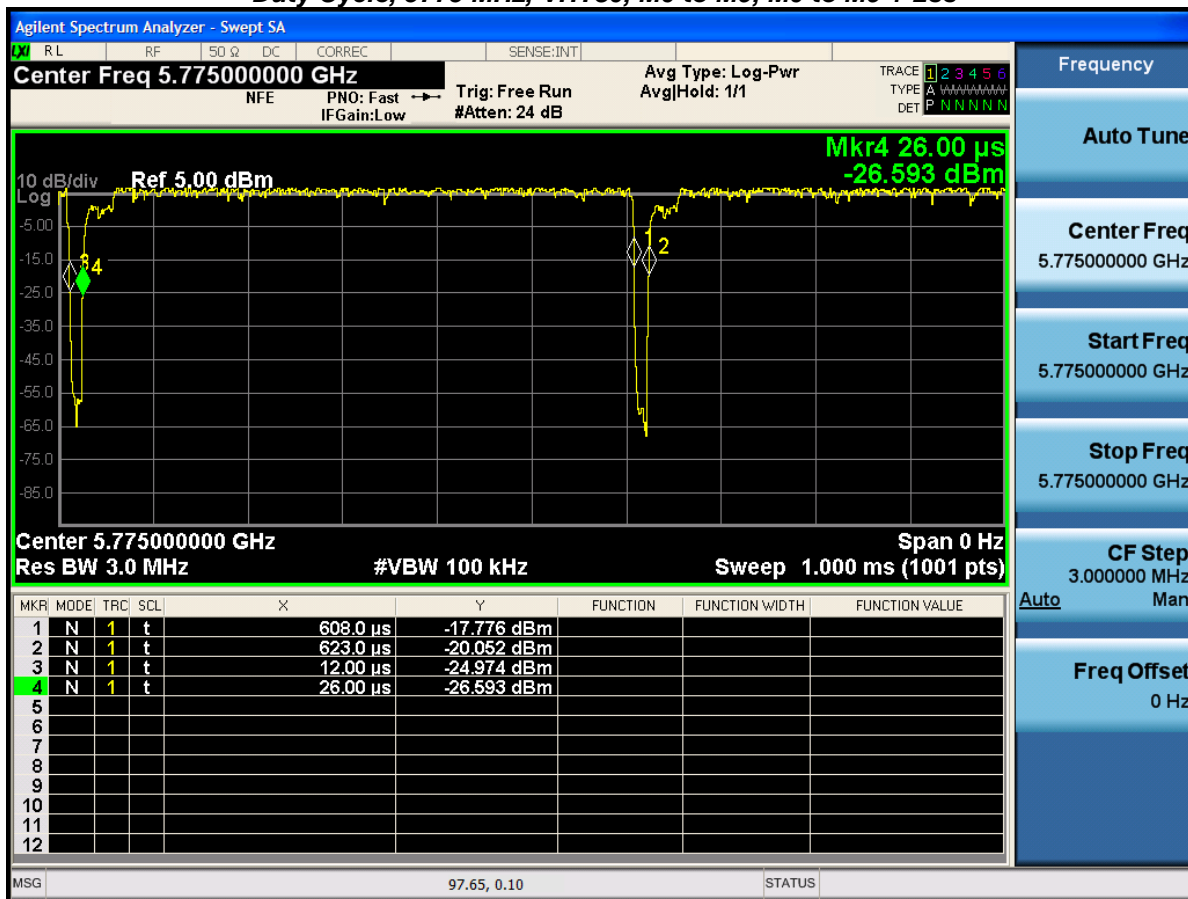 Agilent Spectrum Analyzer - Swept SA
LXI RL RF 50 Ω DC CORREC SENSE:INT
Center Freq 5.775000000 GHz
NFE PNO: Fast IFGain:Low
Trig: Free Run
#Atten: 24 dB
Avg Type: Log-Pwr
Avg|Hold: 1/1
TRACE 1 2 3 4 5 6
TYPE A WWWWW
DET P N N N N N
Mkr4 26.00 µs
-26.593 dBm
10 dB/div Ref 5.00 dBm
Log
-5.00
-15.0
-25.0
-35.0
-45.0
-55.0
-65.0
-75.0
-85.0
3 4
1 2
Center 5.775000000 GHz Span 0 Hz
Res BW 3.0 MHz #VBW 100 kHz Sweep 1.000 ms (1001 pts)
MKR MODE TRC SCL X Y FUNCTION FUNCTION WIDTH FUNCTION VALUE
1 N 1 t 608.0 µs -17.776 dBm
2 N 1 t 623.0 µs -20.052 dBm
3 N 1 t 12.00 µs -24.974 dBm
4 N 1 t 26.00 µs -26.593 dBm
5
6
7
8
9
10
11
12
MSG 97.65, 0.10 STATUS
Frequency
Auto Tune
Center Freq
5.775000000 GHz
Start Freq
5.775000000 GHz
Stop Freq
5.775000000 GHz
CF Step
3.000000 MHz
Auto Man
Freq Offset
0 Hz